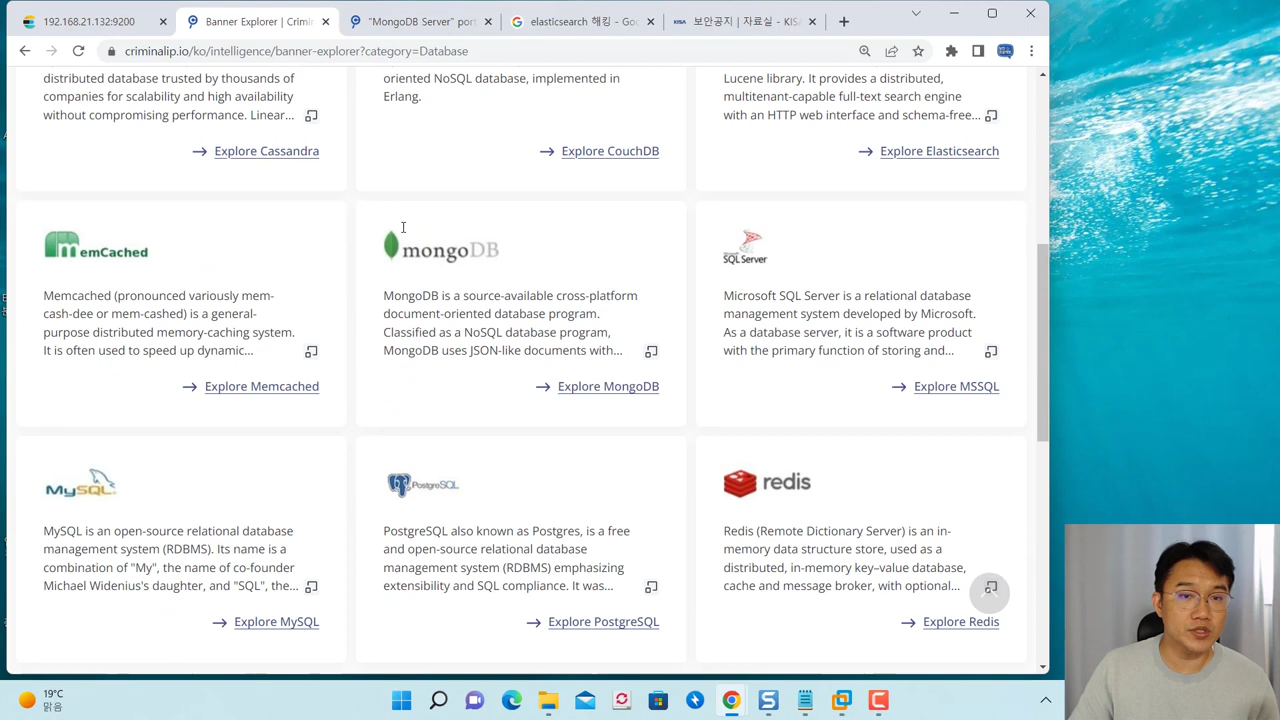 192.168.21.132:9200
Banner Explorer | Crimin
"MongoDB Server" por
elasticsearch 해킹 - Goo
KISA 보안공지 | 자료실 - KISA
criminalip.io/ko/intelligence/banner-explorer?category=Database
distributed database trusted by thousands of
companies for scalability and high availability
without compromising performance. Linear...
Explore Cassandra
oriented NoSQL database, implemented in
Erlang.
Explore CouchDB
Lucene library. It provides a distributed,
multitenant-capable full-text search engine
with an HTTP web interface and schema-free...
Explore Elasticsearch
memCached
Memcached (pronounced variously mem-
cash-dee or mem-cashed) is a general-
purpose distributed memory-caching system.
It is often used to speed up dynamic...
Explore Memcached
mongoDB
MongoDB is a source-available cross-platform
document-oriented database program.
Classified as a NoSQL database program,
MongoDB uses JSON-like documents with...
Explore MongoDB
SQL Server
Microsoft SQL Server is a relational database
management system developed by Microsoft.
As a database server, it is a software product
with the primary function of storing and...
Explore MSSQL
MySQL
MySQL is an open-source relational database
management system (RDBMS). Its name is a
combination of "My", the name of co-founder
Michael Widenius's daughter, and "SQL", the...
Explore MySQL
PostgreSQL
PostgreSQL also known as Postgres, is a free
and open-source relational database
management system (RDBMS) emphasizing
extensibility and SQL compliance. It was...
Explore PostgreSQL
redis
Redis (Remote Dictionary Server) is an in-
memory data structure store, used as a
distributed, in-memory key–value database,
cache and message broker, with optional...
Explore Redis
19°C
맑음